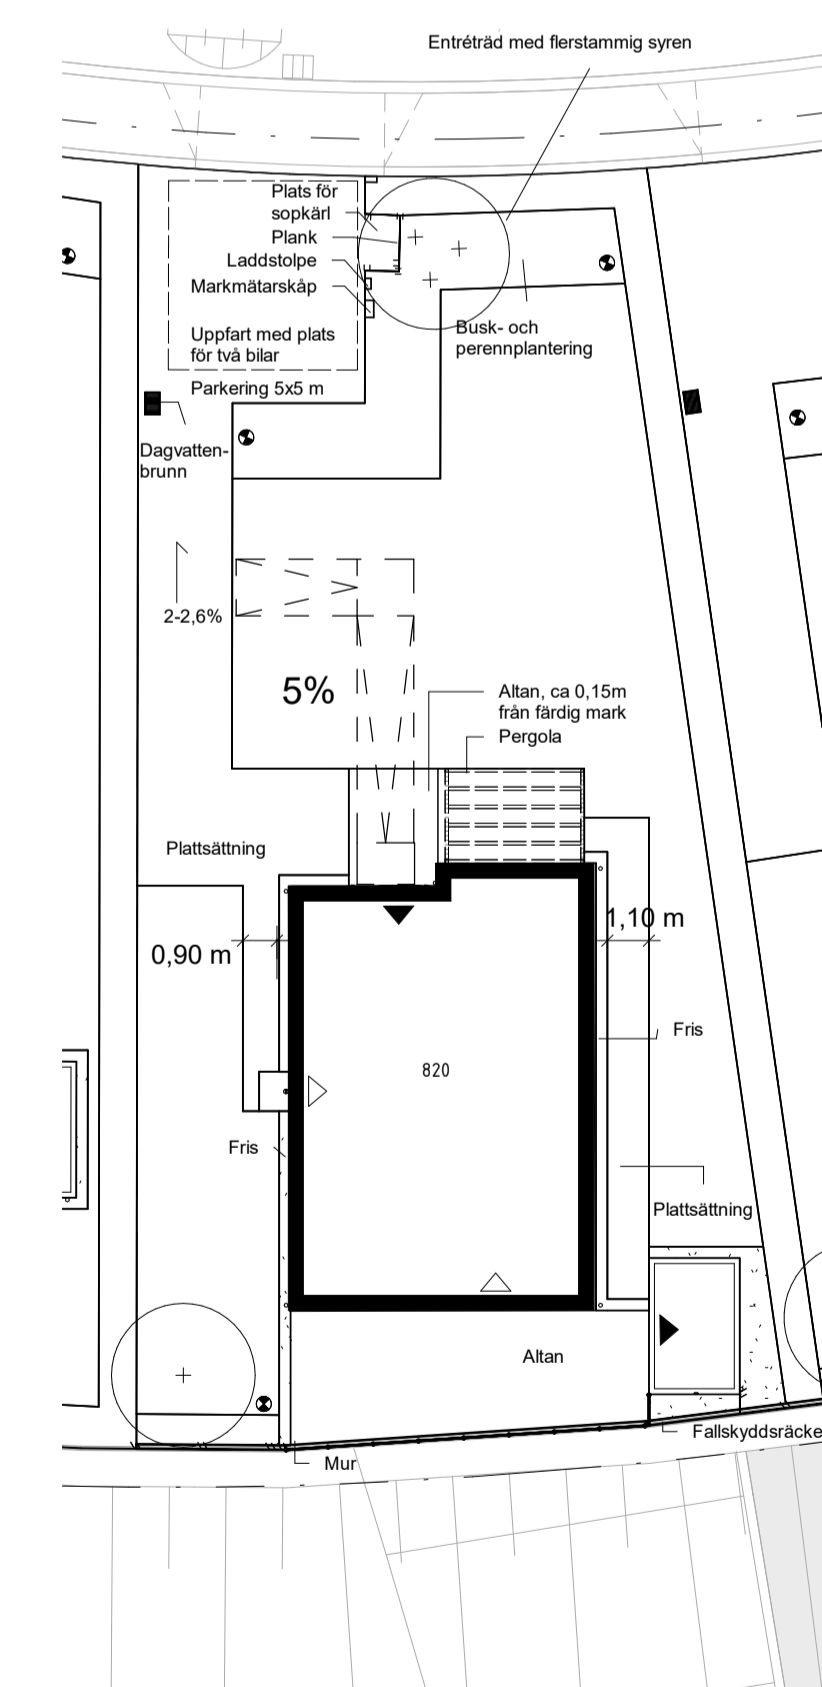 Entréträd med flerstammig syren
Plats för
sopkärl
Plank
Laddstolpe
Markmätarskåp
Uppfart med plats
för två bilar
Parkering 5x5 m
Busk- och
perennplantering
Dagvatten-
brunn
2-2,6%
5%
Altan, ca 0,15m
från färdig mark
Pergola
Plattsättning
0,90 m
1,10 m
Fris
820
Fris
Plattsättning
Altan
Fallskyddsräcke
Mur